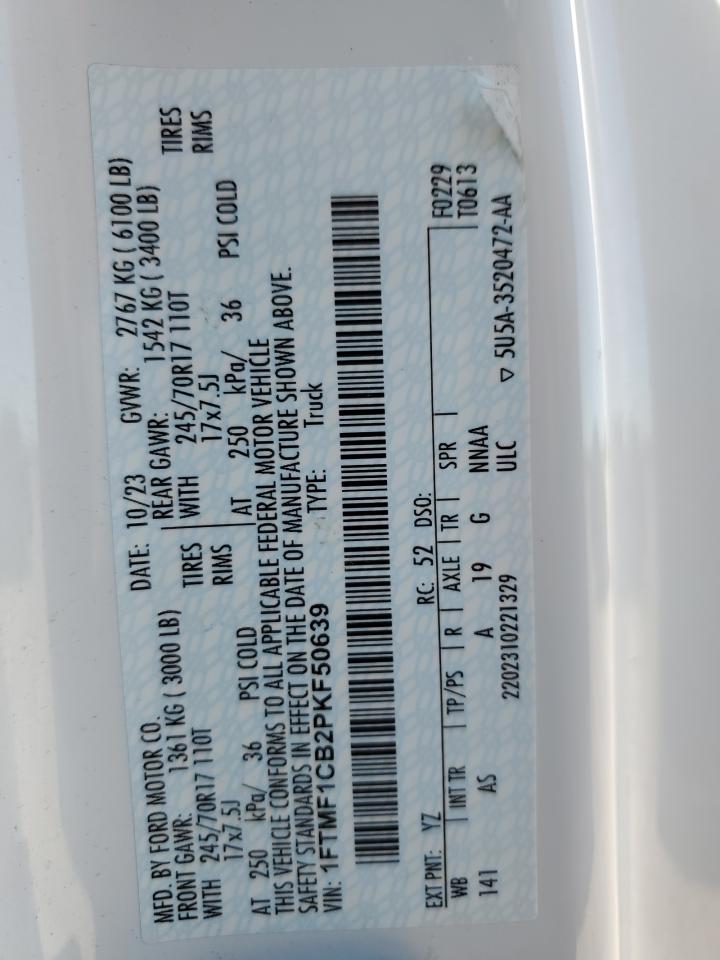 MFD. BY FORD MOTOR CO.
DATE: 10/23 GVWR: 2767 KG ( 6100 LB)
FRONT GAWR: 1361 KG ( 3000 LB)
REAR GAWR: 1542 KG ( 3400 LB)
WITH 245/70R17 110T TIRES
WITH 245/70R17 110T TIRES
17x7.5J RIMS
17x7.5J RIMS
AT 250 kPa/ 36 PSI COLD
AT 250 kPa/ 36 PSI COLD
THIS VEHICLE CONFORMS TO ALL APPLICABLE FEDERAL MOTOR VEHICLE
SAFETY STANDARDS IN EFFECT ON THE DATE OF MANUFACTURE SHOWN ABOVE.
VIN: 1FTMF1CB2PKF50639 TYPE: Truck
EXT PNT: YZ RC: 52 DSO: F0229
WB INT TR TP/PS R AXLE TR SPR T0613
141 AS A 19 G NNAA
2202310221329 ULC ▽ 5U5A-3520472-AA